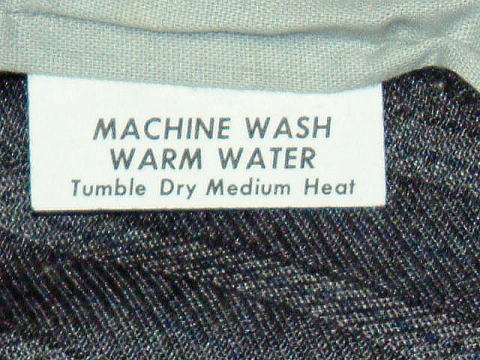 MACHINE WASH
WARM WATER
Tumble Dry Medium Heat